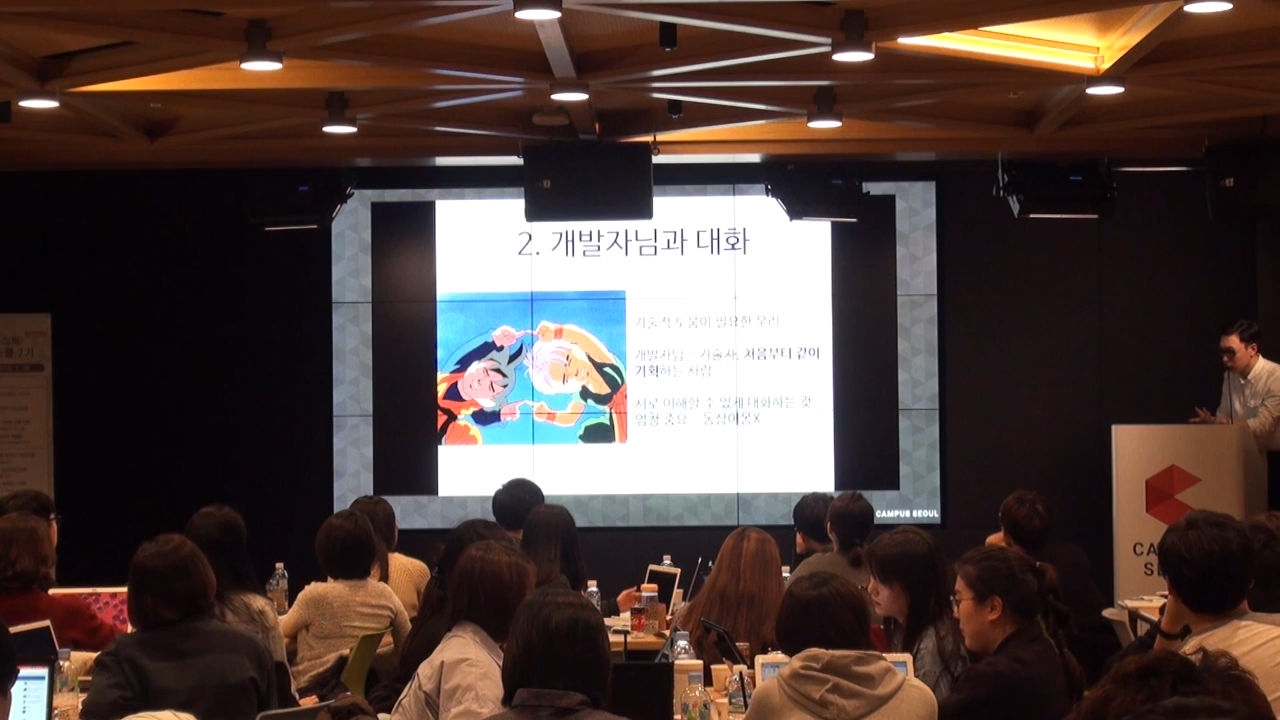 2. 개발자님과 대화
기술적 도움이 필요한 우리
개발자님 - 기술자, 처음부터 같이
기획하는 사람
서로 이해할 수 있게 대화하는 것
엄청 중요 동상이몽X
CAMPUS SEOUL